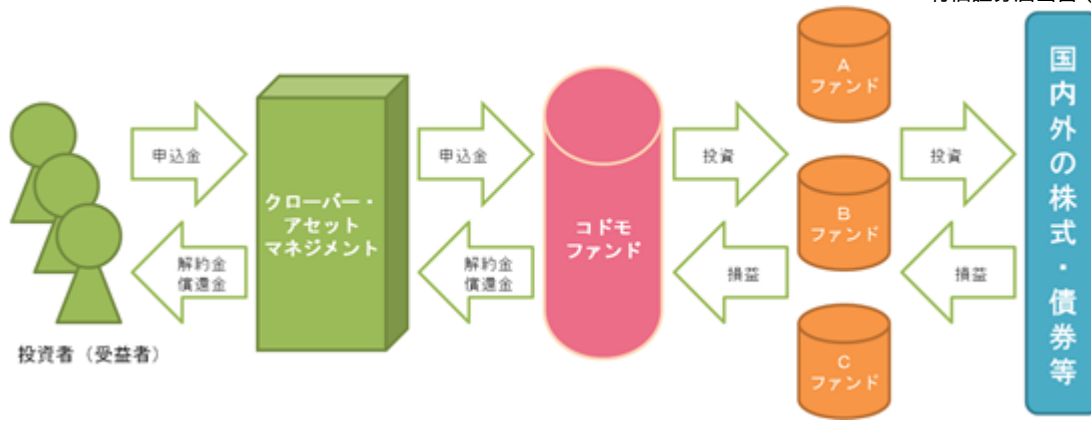 申込金
解約金
償還金
投資者（受益者）
クローバー・
アセット
マネジメント
申込金
解約金
償還金
コドモ
ファンド
投資
損益
A
ファンド
B
ファンド
C
ファンド
投資
損益
国内外の株式・債券等